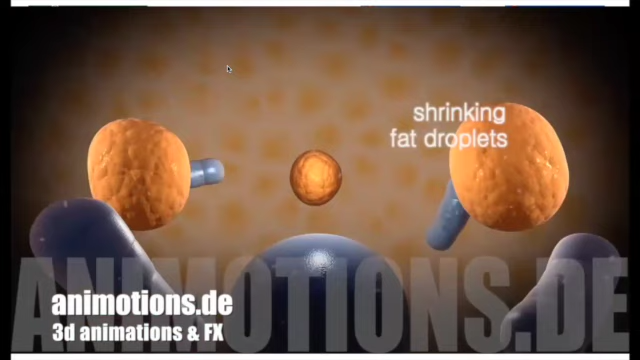 shrinking
fat droplets
ANIMOTIONS.DE
animotions.de
3d animations & FX